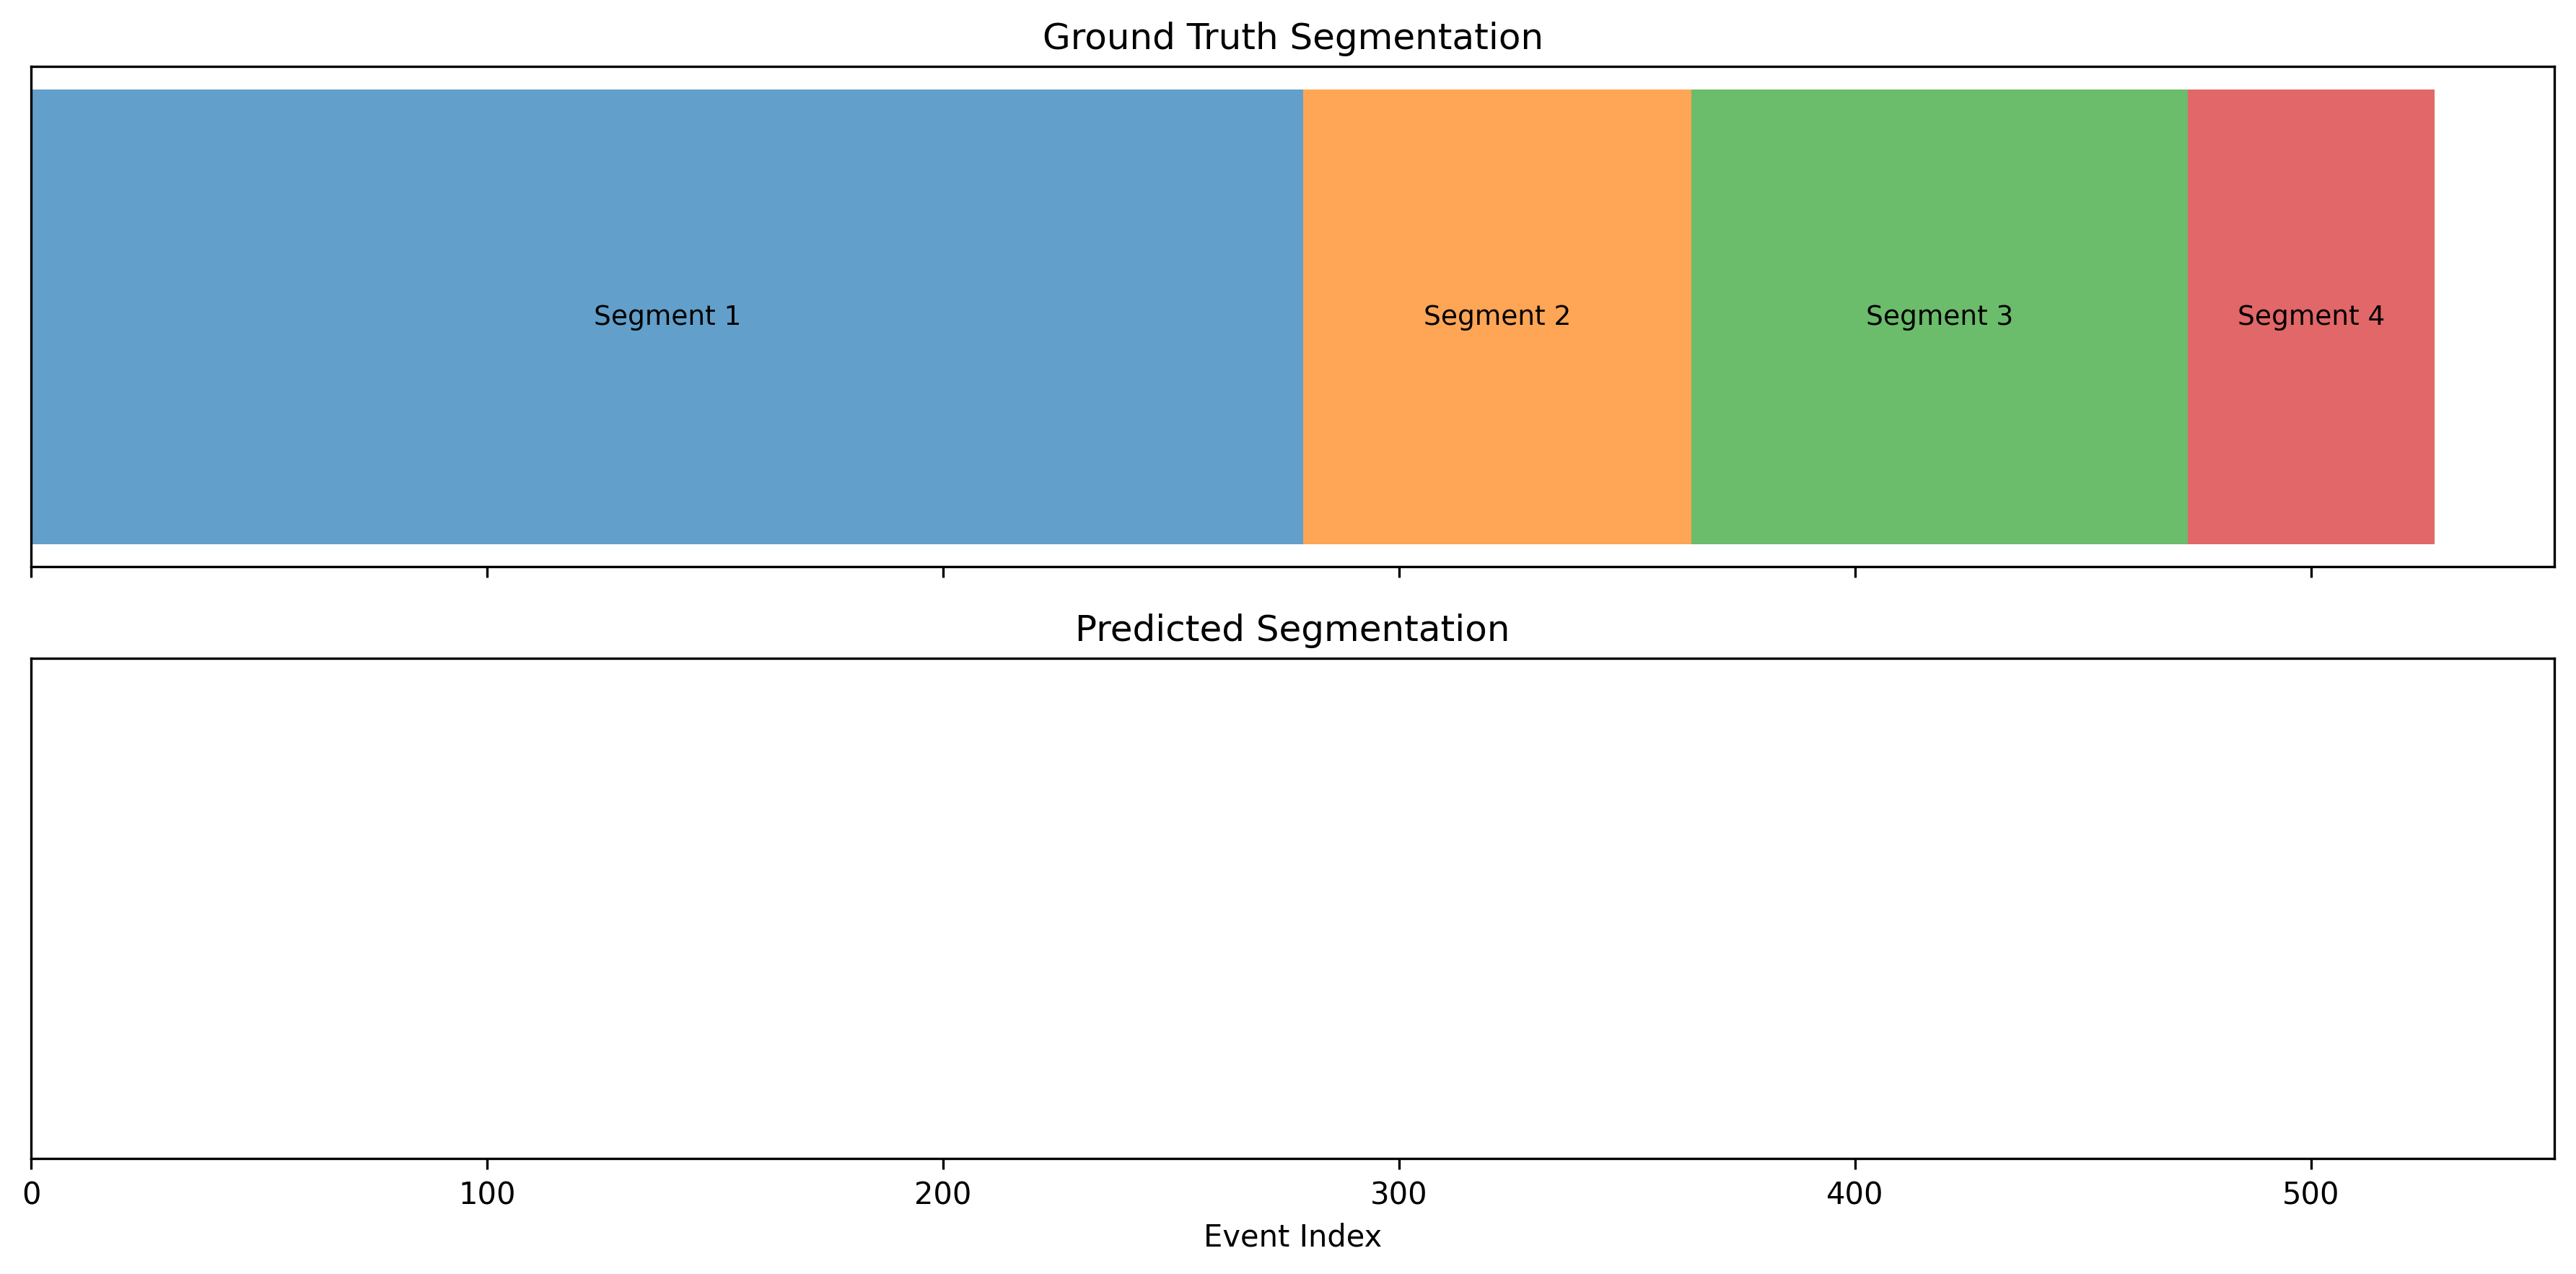 Ground Truth Segmentation
Segment 1 Segment 2 Segment 3 Segment 4
Predicted Segmentation
0 100 200 300 400 500
Event Index